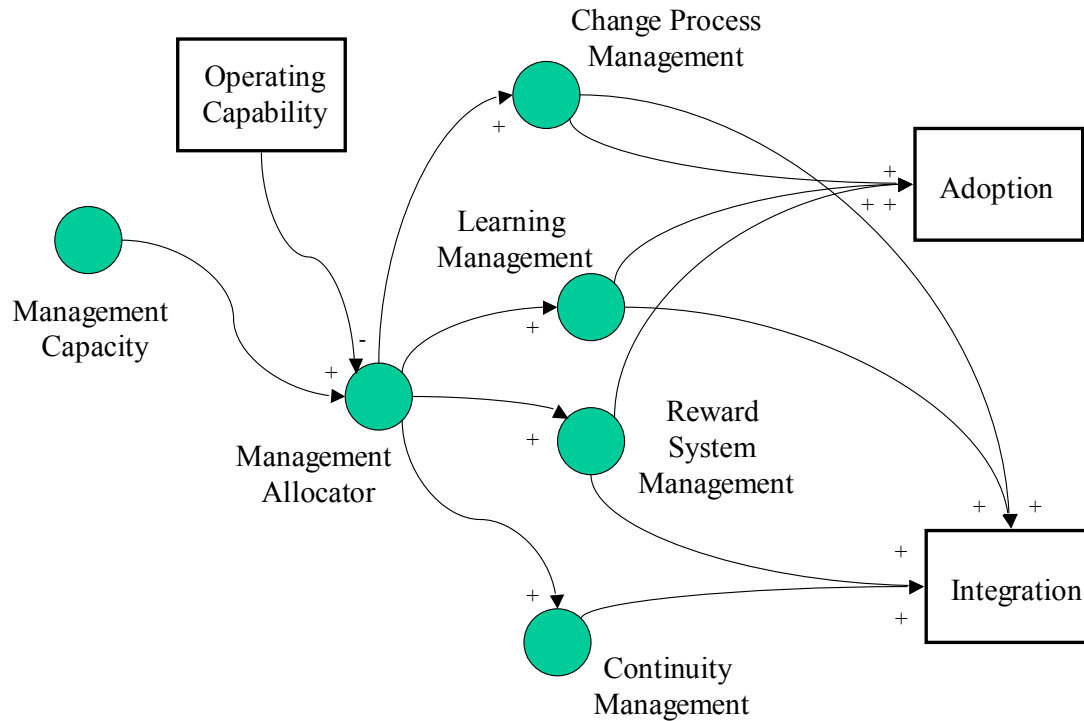 Change Process
Management
Operating
Capability
+
+
Adoption
+ +
Learning
Management
Management
Capacity
+
-
+
Reward
System
Management
+
Management
Allocator
+ +
+
Integration
+
+
Continuity
Management